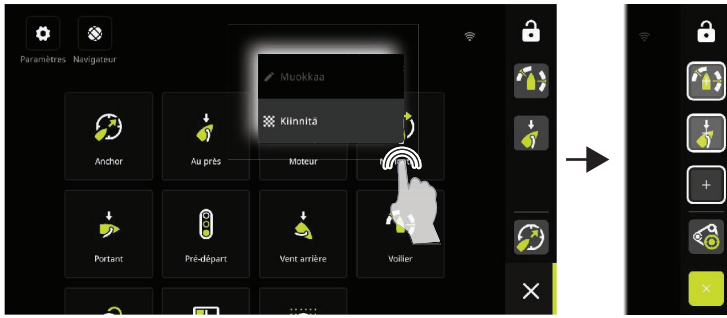 Paramètres Navigateur
Muokkaa
Kiinnitä
Anchor Au près Moteur
Portant Pré-départ Vent arrière Voilier